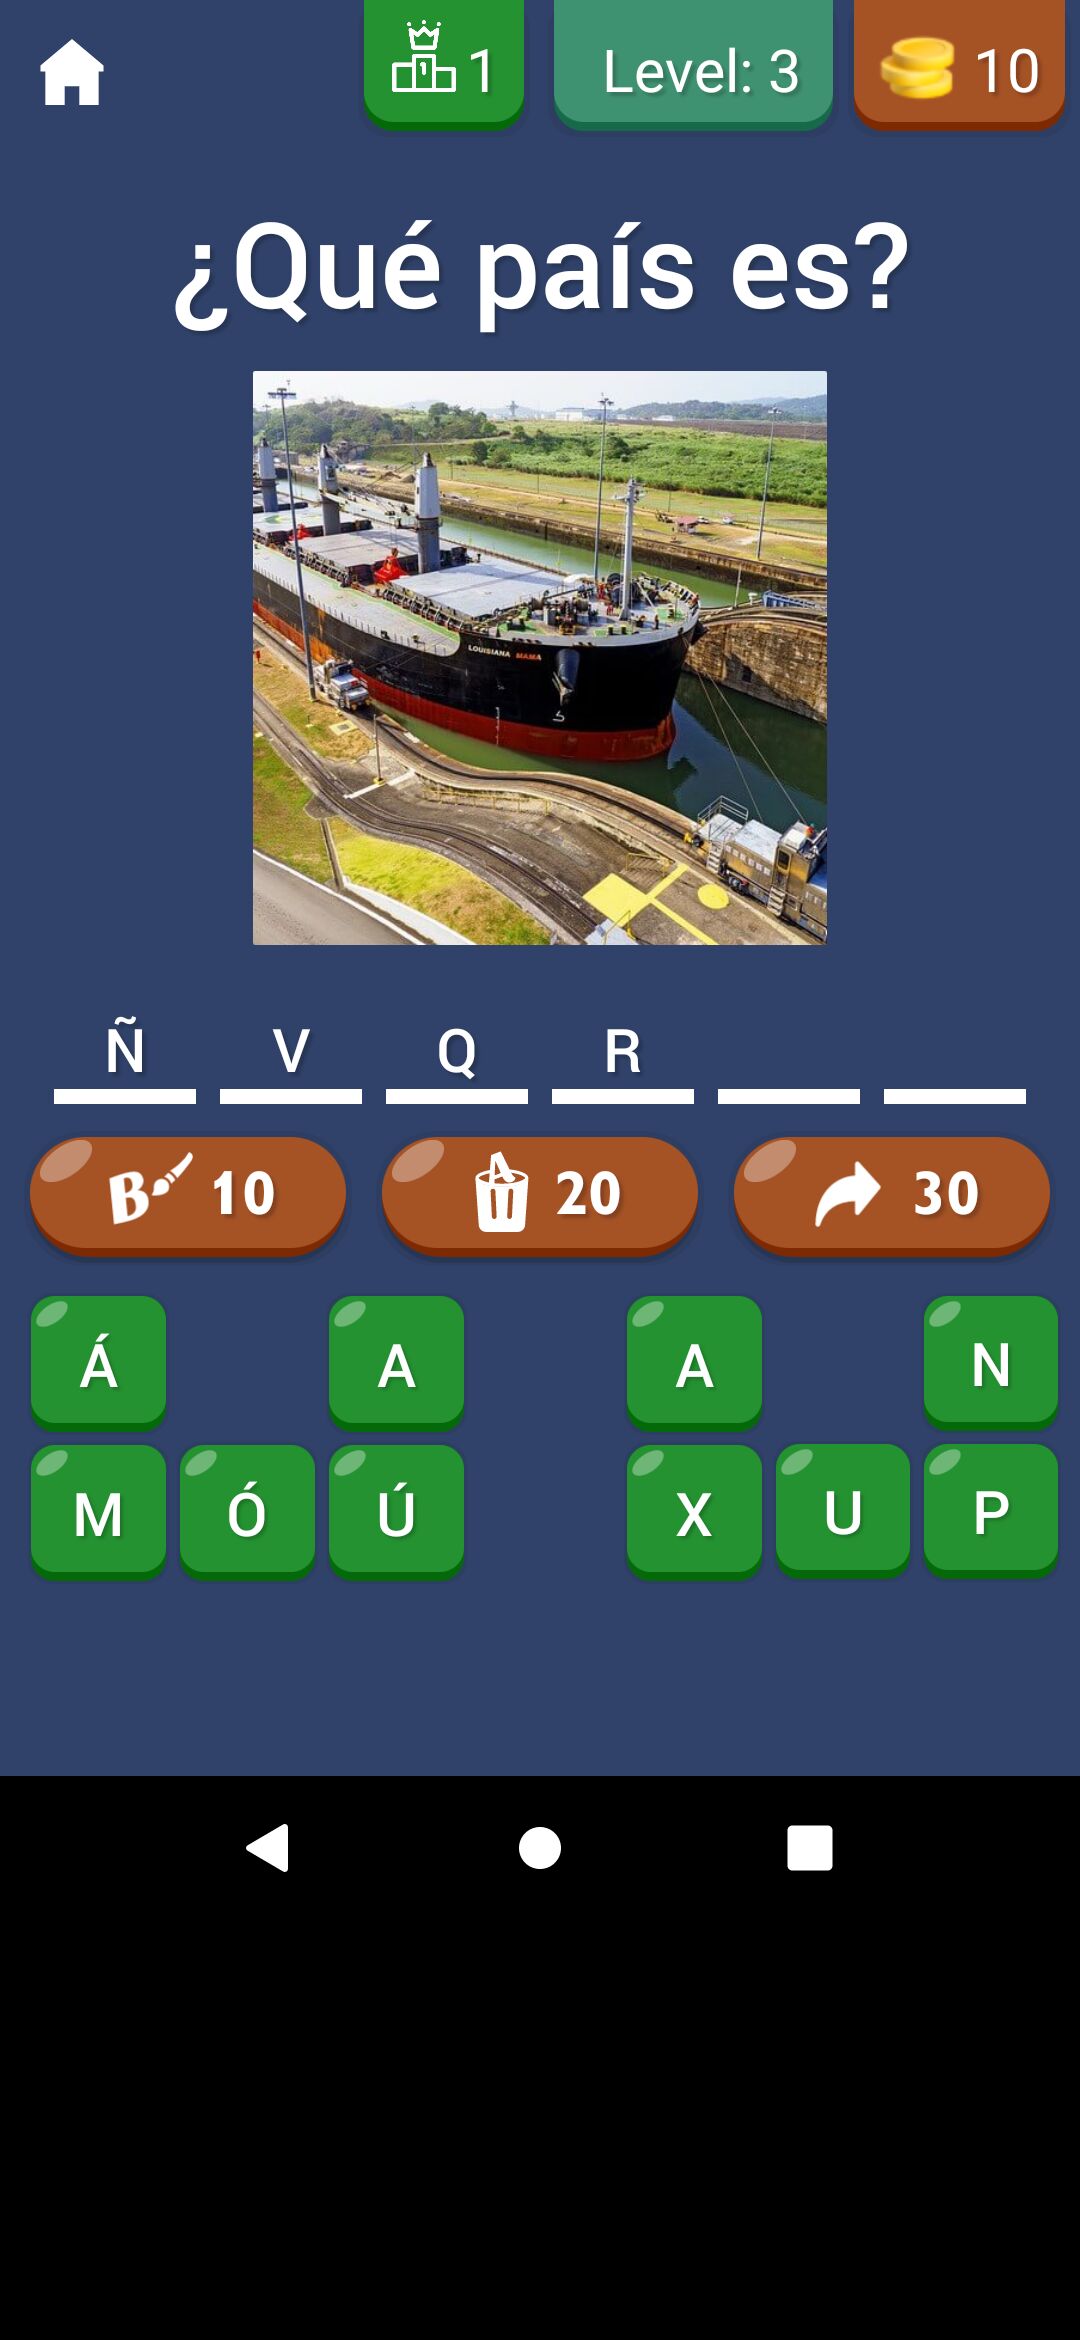 1 Level: 3 10
¿Qué país es?
LOUISIANA MAMA
Ñ V Q R
B 10 20 30
Á A A N
M Ó Ú X U P